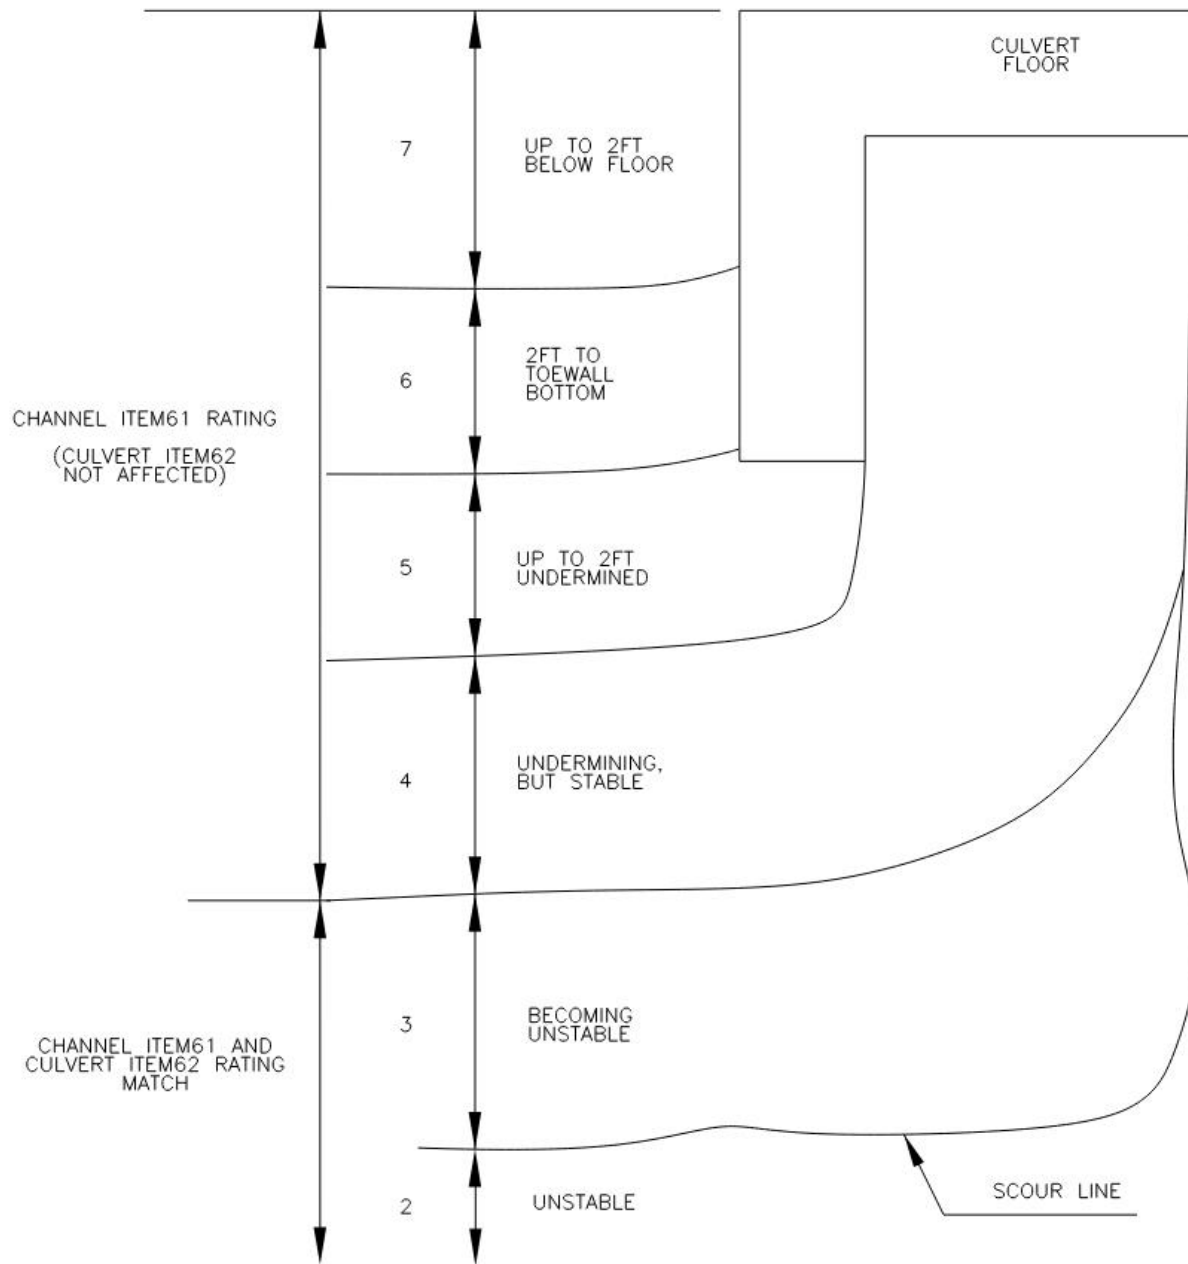 CULVERT
FLOOR
7
UP TO 2FT
BELOW FLOOR
6
2FT TO
TOEWALL
BOTTOM
CHANNEL ITEM61 RATING
(CULVERT ITEM62
NOT AFFECTED)
5
UP TO 2FT
UNDERMINED
4
UNDERMINING,
BUT STABLE
3
BECOMING
UNSTABLE
CHANNEL ITEM61 AND
CULVERT ITEM62 RATING
MATCH
2
UNSTABLE
SCOUR LINE